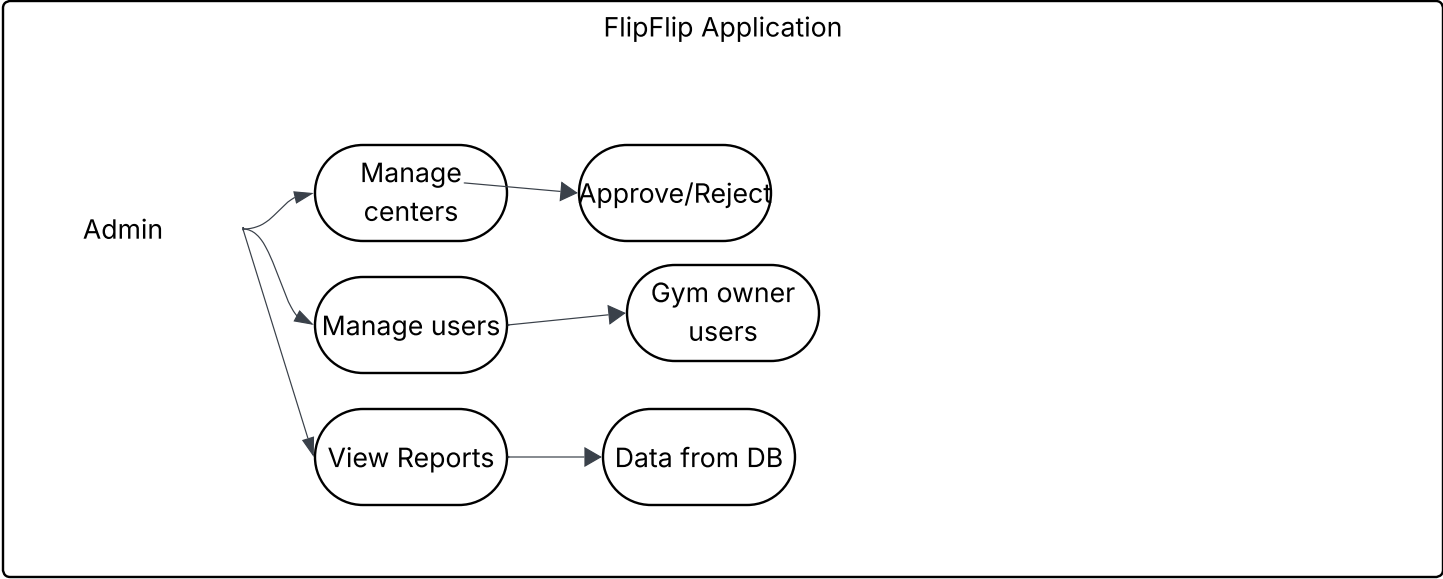 FlipFlip Application
Admin
Manage
centers
Approve/Reject
Manage users
Gym owner
users
View Reports
Data from DB